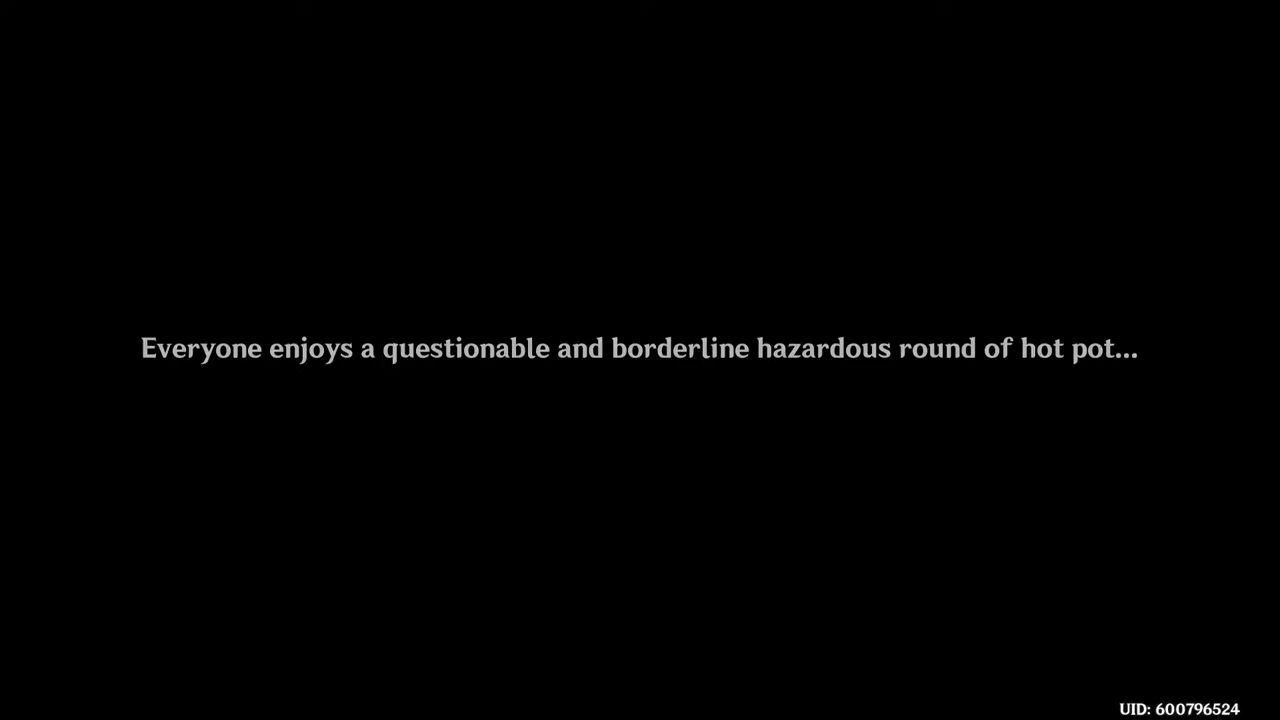 Everyone enjoys a questionable and borderline hazardous round of hot pot...
UID: 600796524